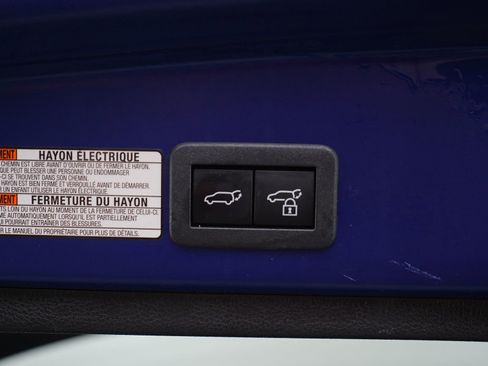 EMENT HAYON ÉLECTRIQUE
CHEMIN EST LIBRE AVANT D'OUVRIR OU DE FERMER LE HAYON.
QUE PEUT BLESSER UNE PERSONNE OU ENDOMMAGER
-CI SE TROUVENT DANS SON CHEMIN.
HAYON EST BIEN FERMÉ ET VERROUILLÉ AVANT DE DÉMARRER.
UN ENFANT UTILISER LE HAYON ÉLECTRIQUE.
EMENT FERMETURE DU HAYON
TS LOIN DU HAYON AU MOMENT DE LA FERMETURE DE CELUI-CI.
ME AUTOMATIQUEMENT LORSQU'IL EST PARTIELLEMENT
POURRAIT ENTRAÎNER DES BLESSURES.
LE MANUEL DU PROPRIÉTAIRE POUR PLUS DE DÉTAILS.